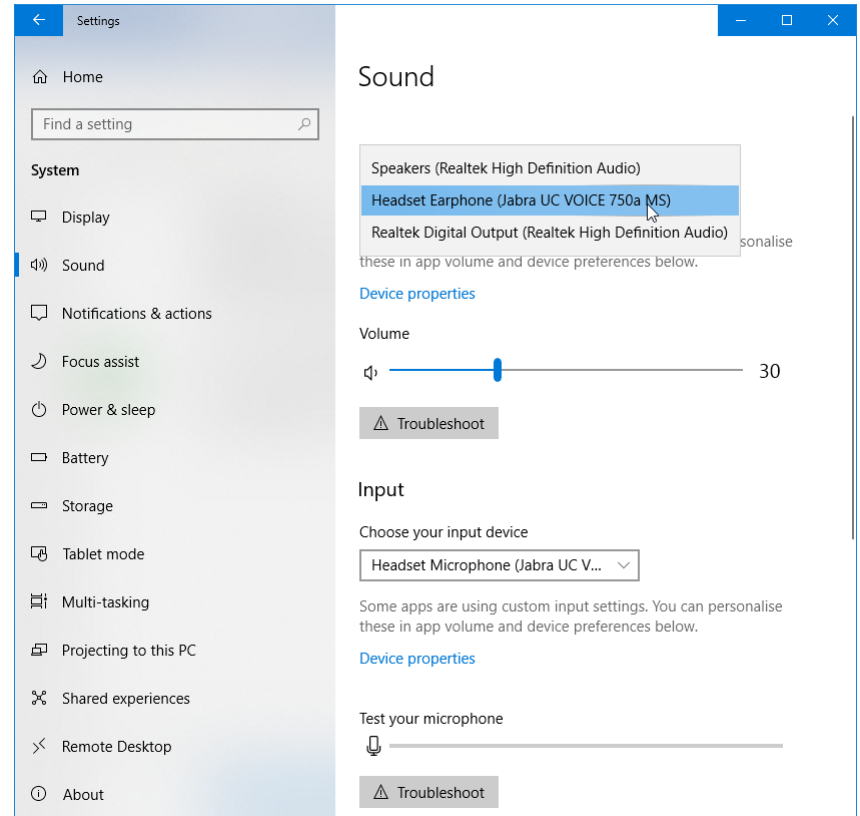 Settings
Home
Find a setting
System
Display
Sound
Notifications & actions
Focus assist
Power & sleep
Battery
Storage
Tablet mode
Multi-tasking
Projecting to this PC
Shared experiences
Remote Desktop
About
Sound
Speakers (Realtek High Definition Audio)
Headset Earphone (Jabra UC VOICE 750a MS)
Realtek Digital Output (Realtek High Definition Audio)
sonalise
these in app volume and device preferences below.
Device properties
Volume
30
Troubleshoot
Input
Choose your input device
Headset Microphone (Jabra UC V...
Some apps are using custom input settings. You can personalise
these in app volume and device preferences below.
Device properties
Test your microphone
Troubleshoot